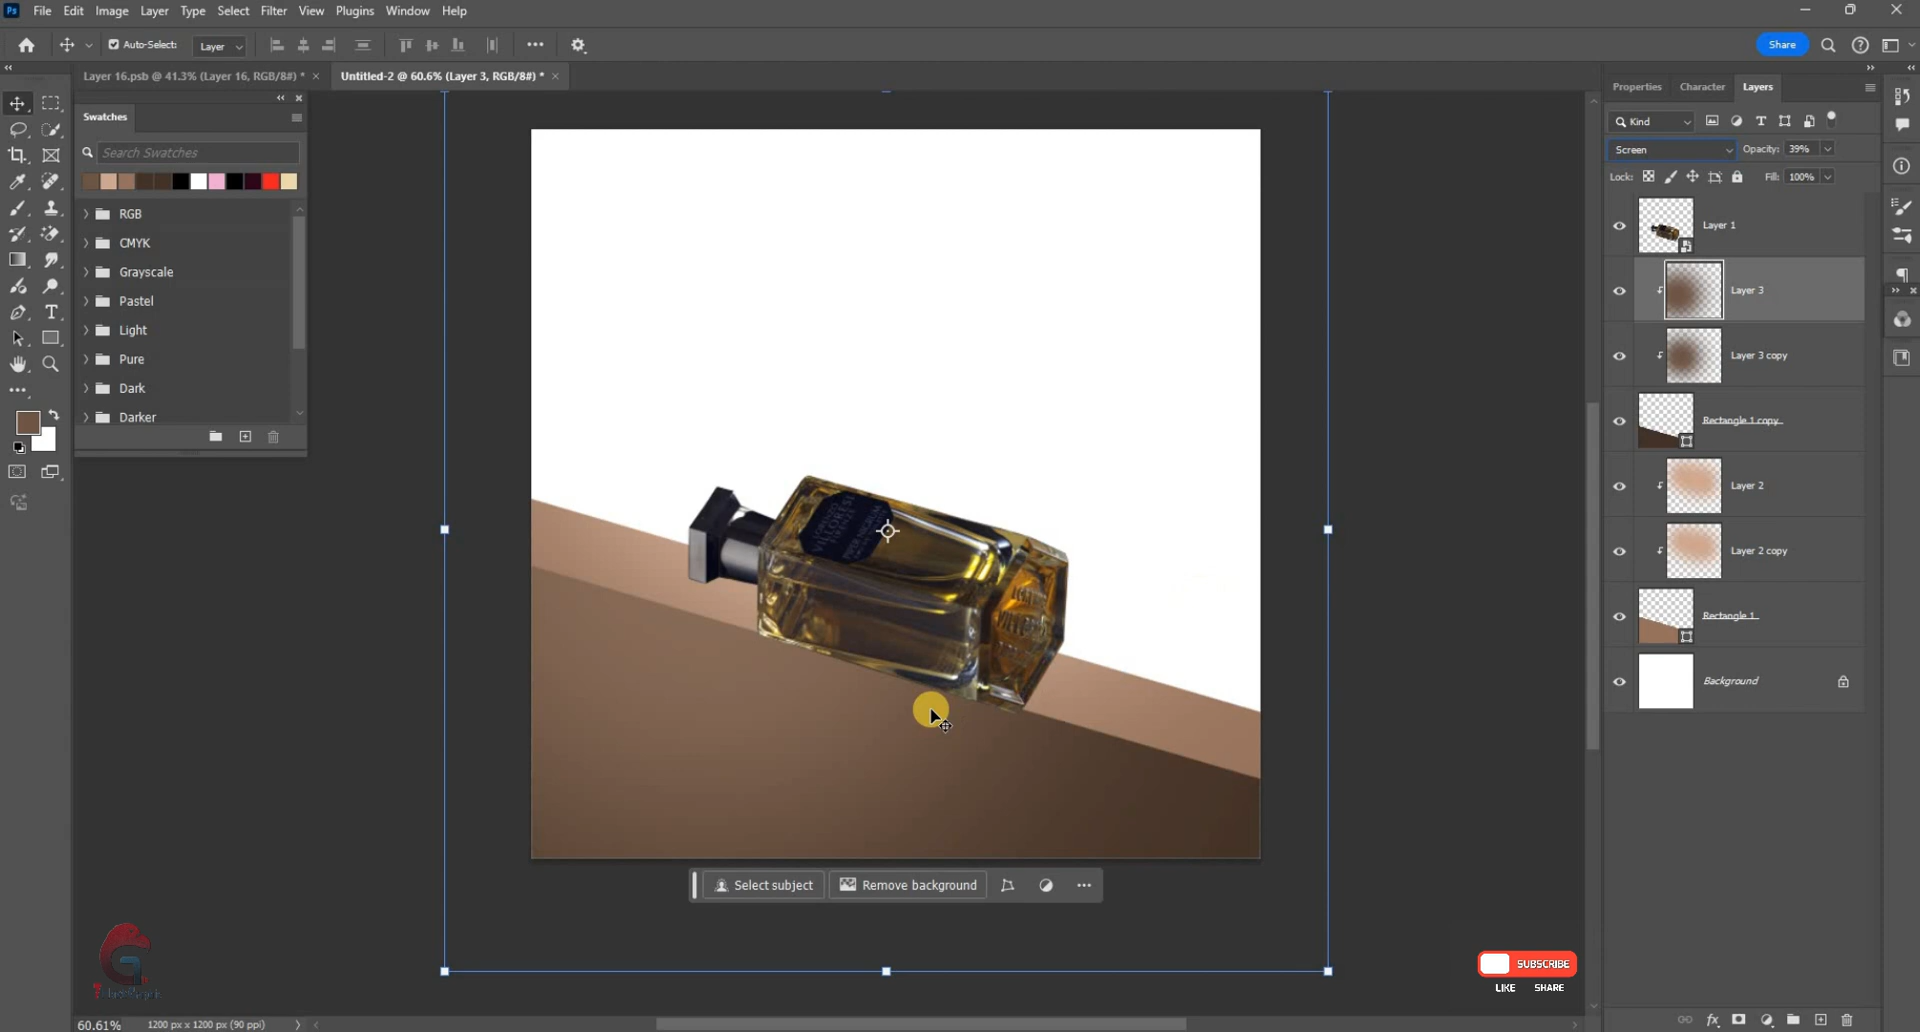 Ps File Edit Image Layer Type Select Filter View Plugins Window Help
Auto-Select: Layer Share
Layer 16.psb @ 41.3% (Layer 16, RGB/8#) * Untitled-2 @ 60.6% (Layer 3, RGB/8#) *
Swatches
Search Swatches
RGB
CMYK
Grayscale
Pastel
Light
Pure
Dark
Darker
Properties Character Layers
Kind
Screen Opacity: 39%
Lock: Fill: 100%
Layer 1
Layer 3
Layer 3 copy
Rectangle 1 copy
Layer 2
Layer 2 copy
Rectangle 1
Background
Select subject Remove background
SUBSCRIBE
LIKE SHARE
60.61% 1200 px x 1200 px (90 ppi)